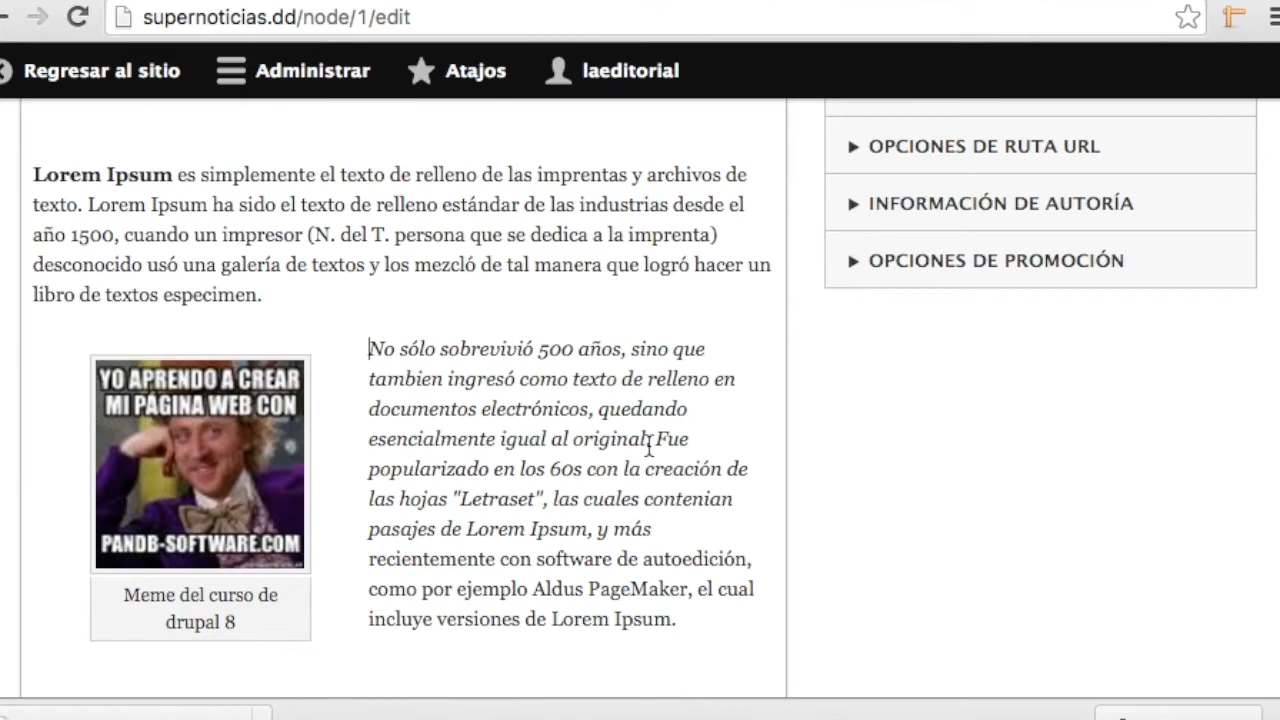 supernoticias.dd/node/1/edit
Regresar al sitio
Administrar
Atajos
laeditorial
OPCIONES DE RUTA URL
INFORMACIÓN DE AUTORÍA
OPCIONES DE PROMOCIÓN
Lorem Ipsum es simplemente el texto de relleno de las imprentas y archivos de
texto. Lorem Ipsum ha sido el texto de relleno estándar de las industrias desde el
año 1500, cuando un impresor (N. del T. persona que se dedica a la imprenta)
desconocido usó una galería de textos y los mezcló de tal manera que logró hacer un
libro de textos especimen.
YO APRENDO A CREAR
MI PÁGINA WEB CON
PANDB-SOFTWARE.COM
Meme del curso de
drupal 8
No sólo sobrevivió 500 años, sino que
tambien ingresó como texto de relleno en
documentos electrónicos, quedando
esencialmente igual al original. Fue
popularizado en los 60s con la creación de
las hojas "Letraset", las cuales contenian
pasajes de Lorem Ipsum, y más
recientemente con software de autoedición,
como por ejemplo Aldus PageMaker, el cual
incluye versiones de Lorem Ipsum.